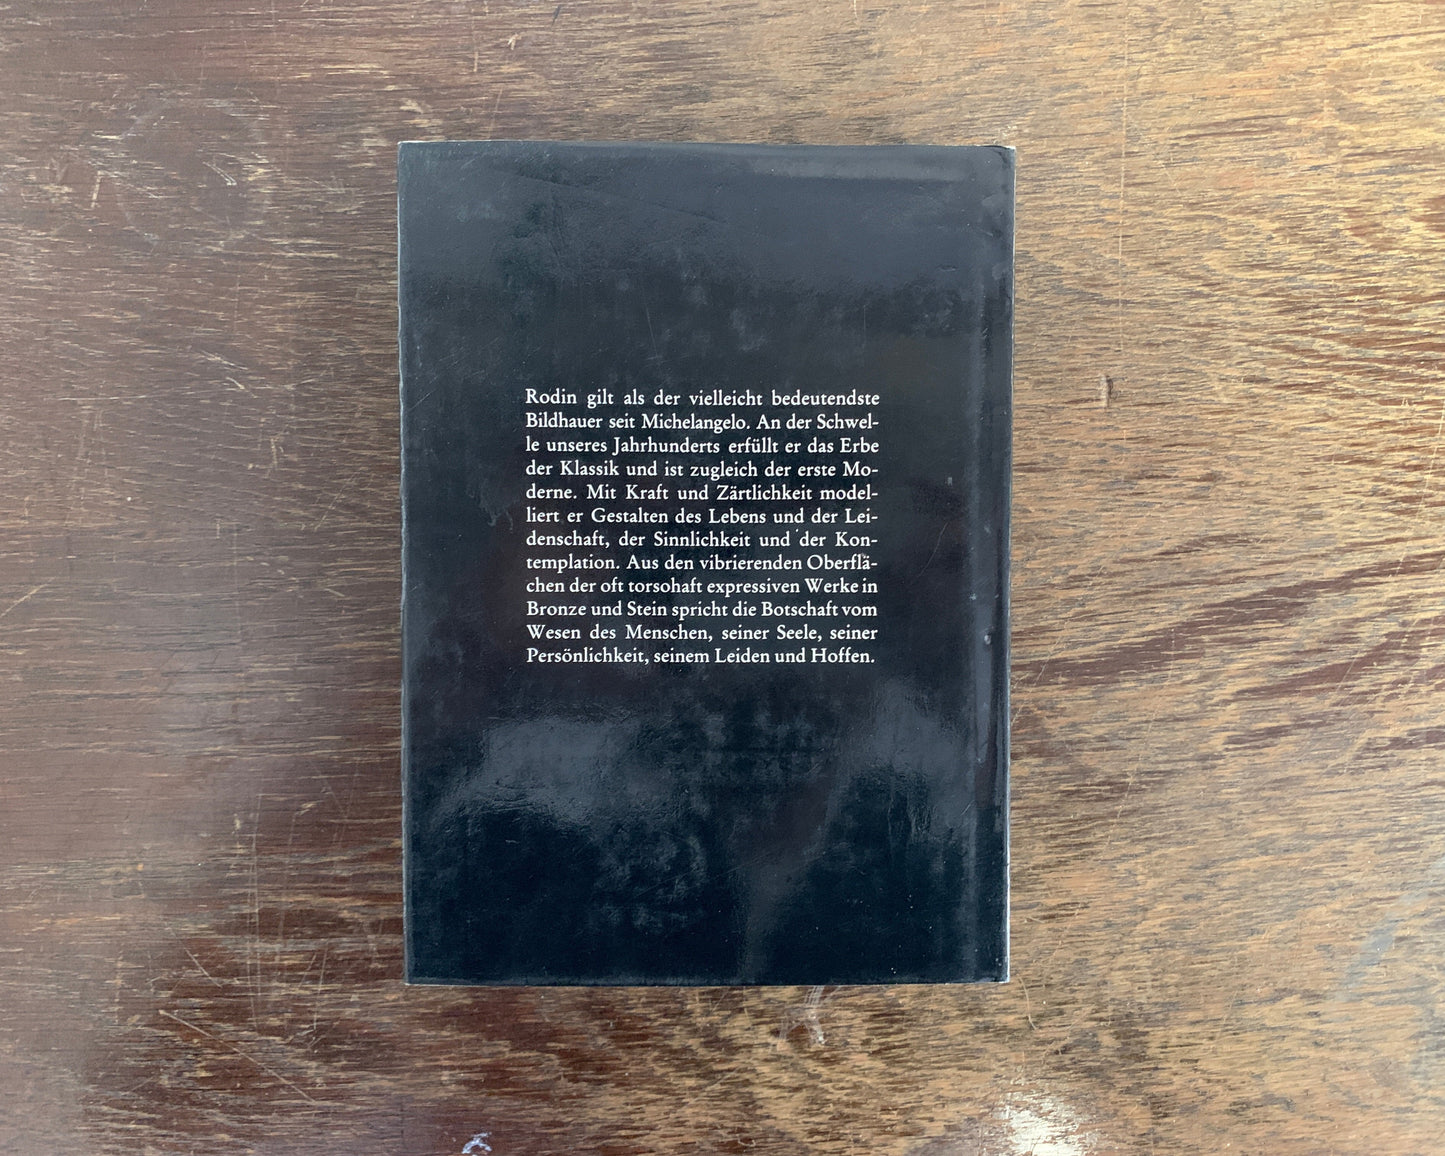 Rodin gilt als der vielleicht bedeutendste
Bildhauer seit Michelangelo. An der Schwel-
le unseres Jahrhunderts erfüllt er das Erbe
der Klassik und ist zugleich der erste Mo-
derne. Mit Kraft und Zärtlichkeit model-
liert er Gestalten des Lebens und der Lei-
denschaft, der Sinnlichkeit und der Kon-
templation. Aus den vibrierenden Oberflä-
chen der oft torsohaft expressiven Werke in
Bronze und Stein spricht die Botschaft vom
Wesen des Menschen, seiner Seele, seiner
Persönlichkeit, seinem Leiden und Hoffen.